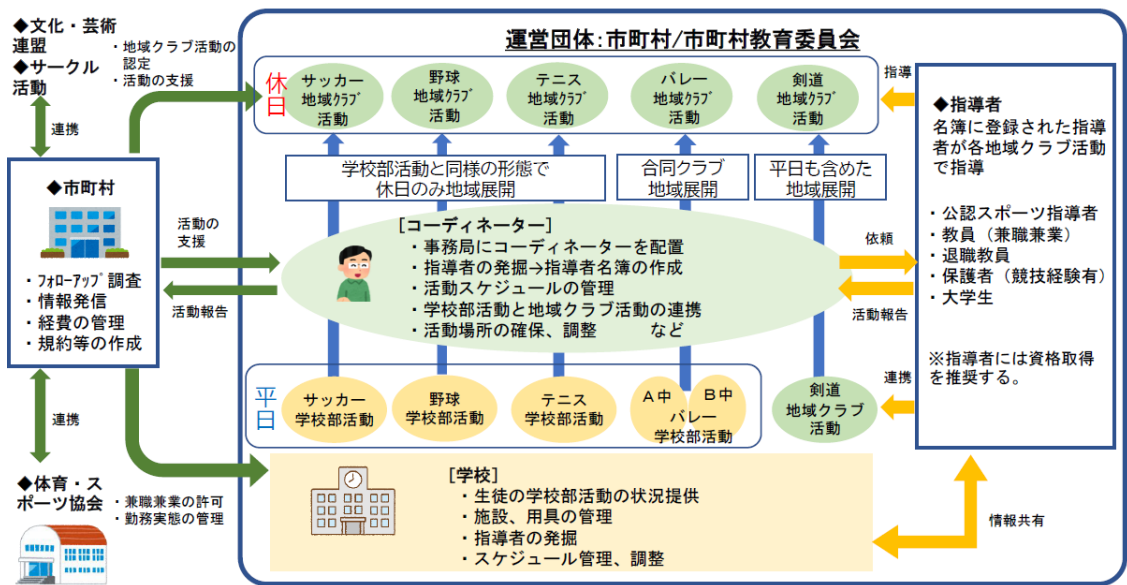 ◆文化・芸術
連盟
◆サークル
活動
・地域クラブ活動の
認定
・活動の支援
連携
◆市町村
・ﾌｫﾛｰｱｯﾌﾟ調査
・情報発信
・経費の管理
・規約等の作成
連携
◆体育・ス
ポーツ協会
・兼職兼業の許可
・勤務実態の管理
活動の
支援
活動報告
運営団体：市町村/市町村教育委員会
休日
サッカー
地域ｸﾗﾌﾞ
活動
野球
地域ｸﾗﾌﾞ
活動
テニス
地域ｸﾗﾌﾞ
活動
バレー
地域ｸﾗﾌﾞ
活動
剣道
地域ｸﾗﾌﾞ
活動
学校部活動と同様の形態で
休日のみ地域展開
合同クラブ
地域展開
平日も含めた
地域展開
[コーディネーター]
・事務局にコーディネーターを配置
・指導者の発掘→指導者名簿の作成
・活動スケジュールの管理
・学校部活動と地域クラブ活動の連携
・活動場所の確保、調整　　など
平日
サッカー
学校部活動
野球
学校部活動
テニス
学校部活動
A中 B中
バレー
学校部活動
剣道
地域クラブ
活動
[学校]
・生徒の学校部活動の状況提供
・施設、用具の管理
・指導者の発掘
・スケジュール管理、調整
指導
依頼
活動報告
連携
情報共有
◆指導者
名簿に登録された指導
者が各地域クラブ活動
で指導
・公認スポーツ指導者
・教員（兼職兼業）
・退職教員
・保護者（競技経験有）
・大学生
※指導者には資格取得
を推奨する。